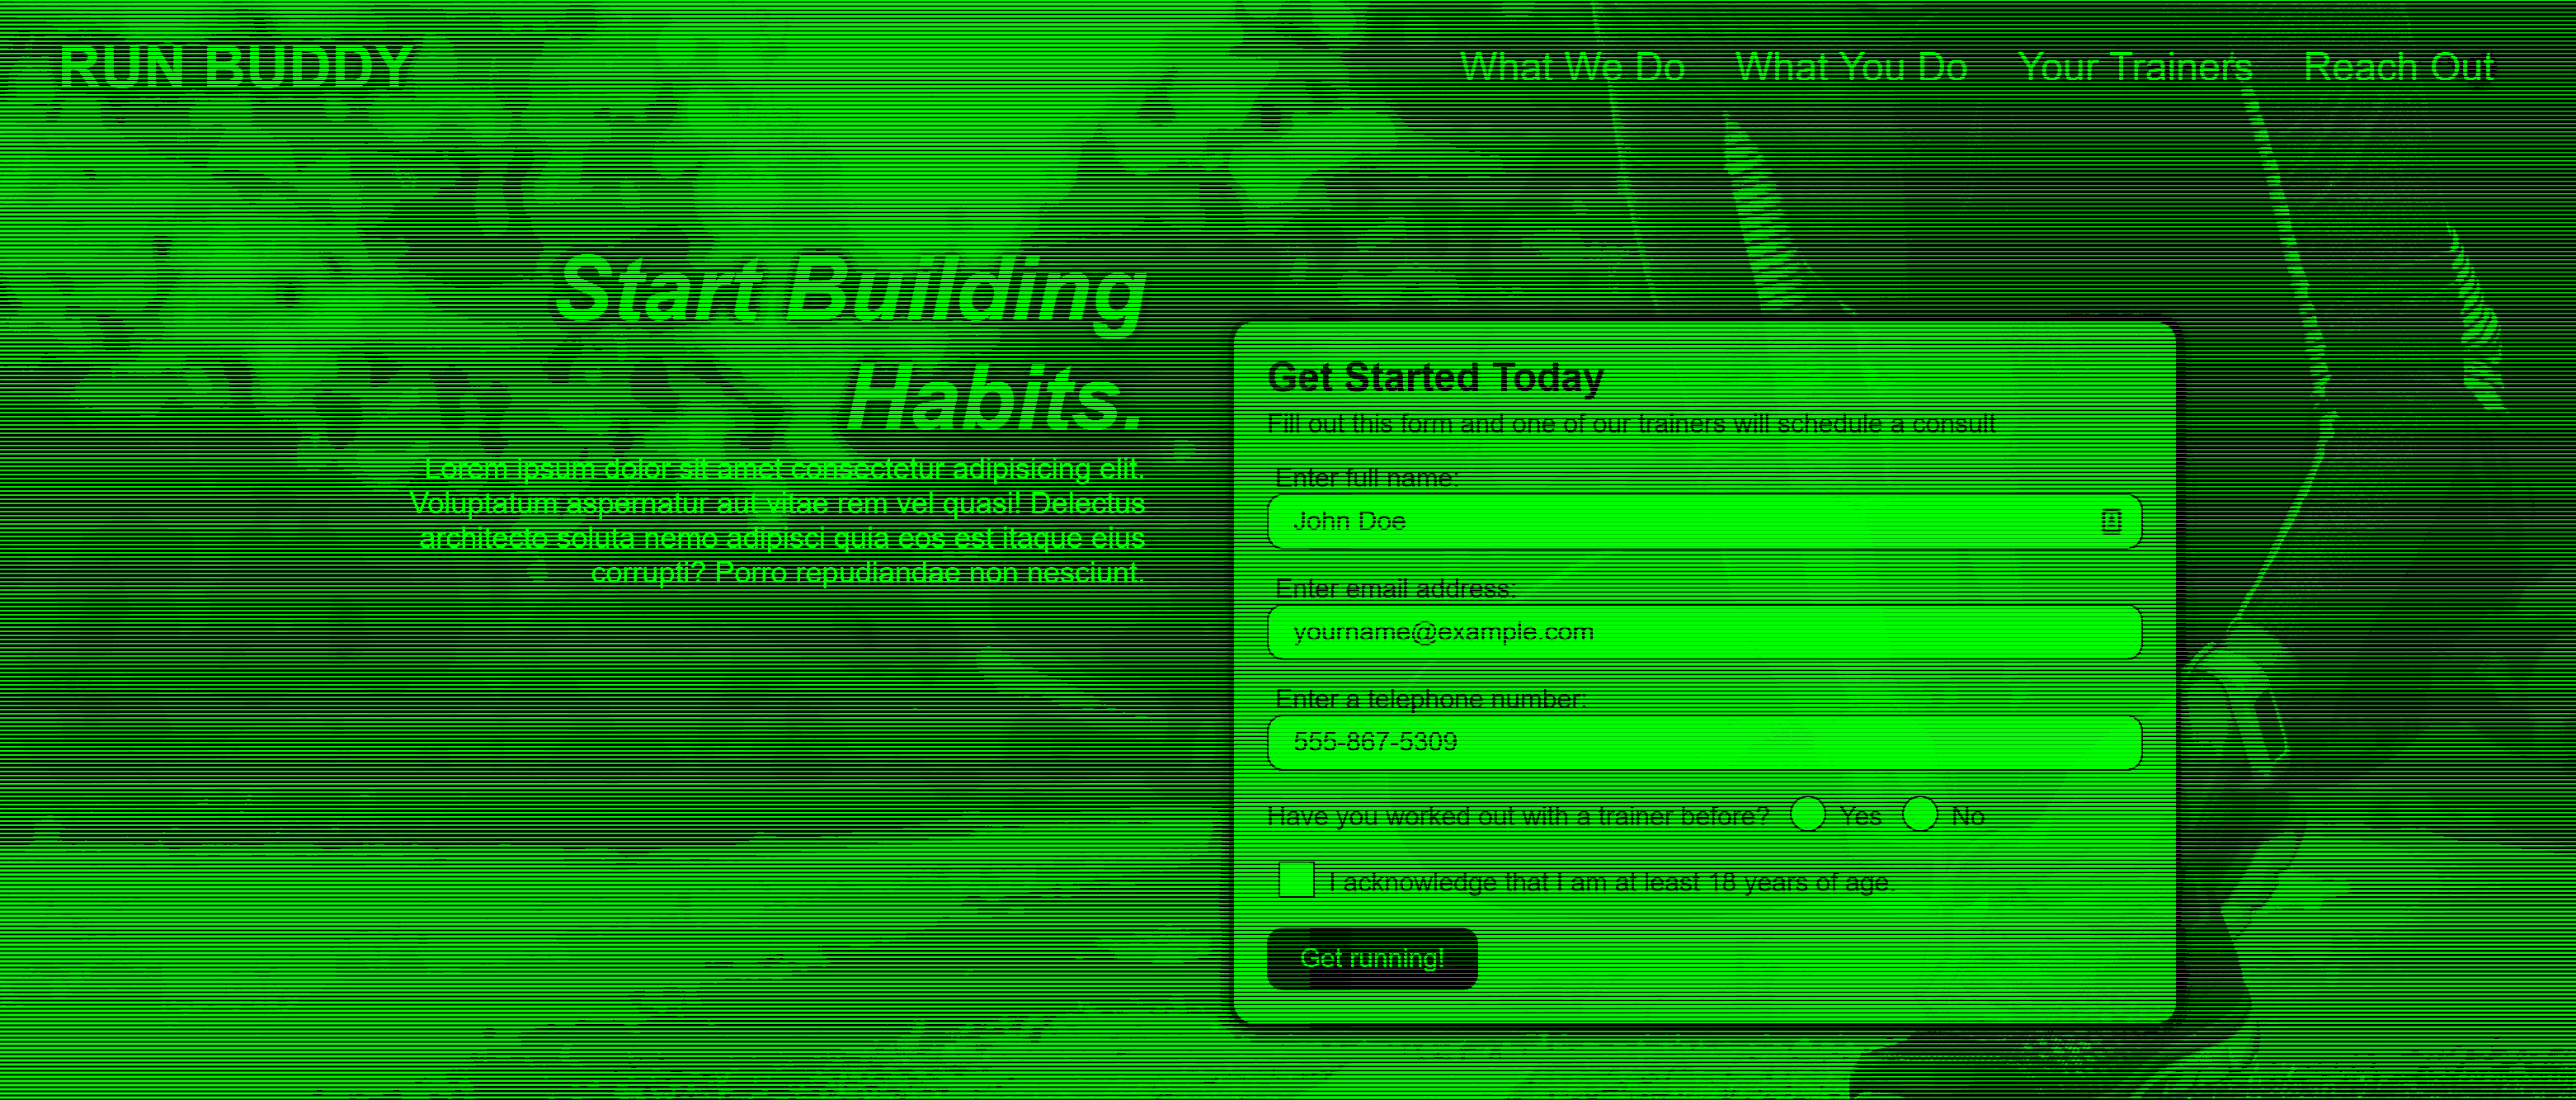 RUN BUDDY
What We Do What You Do Your Trainers Reach Out
Start Building
Habits.
Lorem ipsum dolor sit amet consectetur adipisicing elit.
Voluptatum aspernatur aut vitae rem vel quasi! Delectus
architecto soluta nemo adipisci quia eos est itaque eius
corrupti? Porro repudiandae non nesciunt.
Get Started Today
Fill out this form and one of our trainers will schedule a consult
Enter full name:
John Doe
Enter email address:
yourname@example.com
Enter a telephone number:
555-867-5309
Have you worked out with a trainer before? Yes No
I acknowledge that I am at least 18 years of age.
Get running!